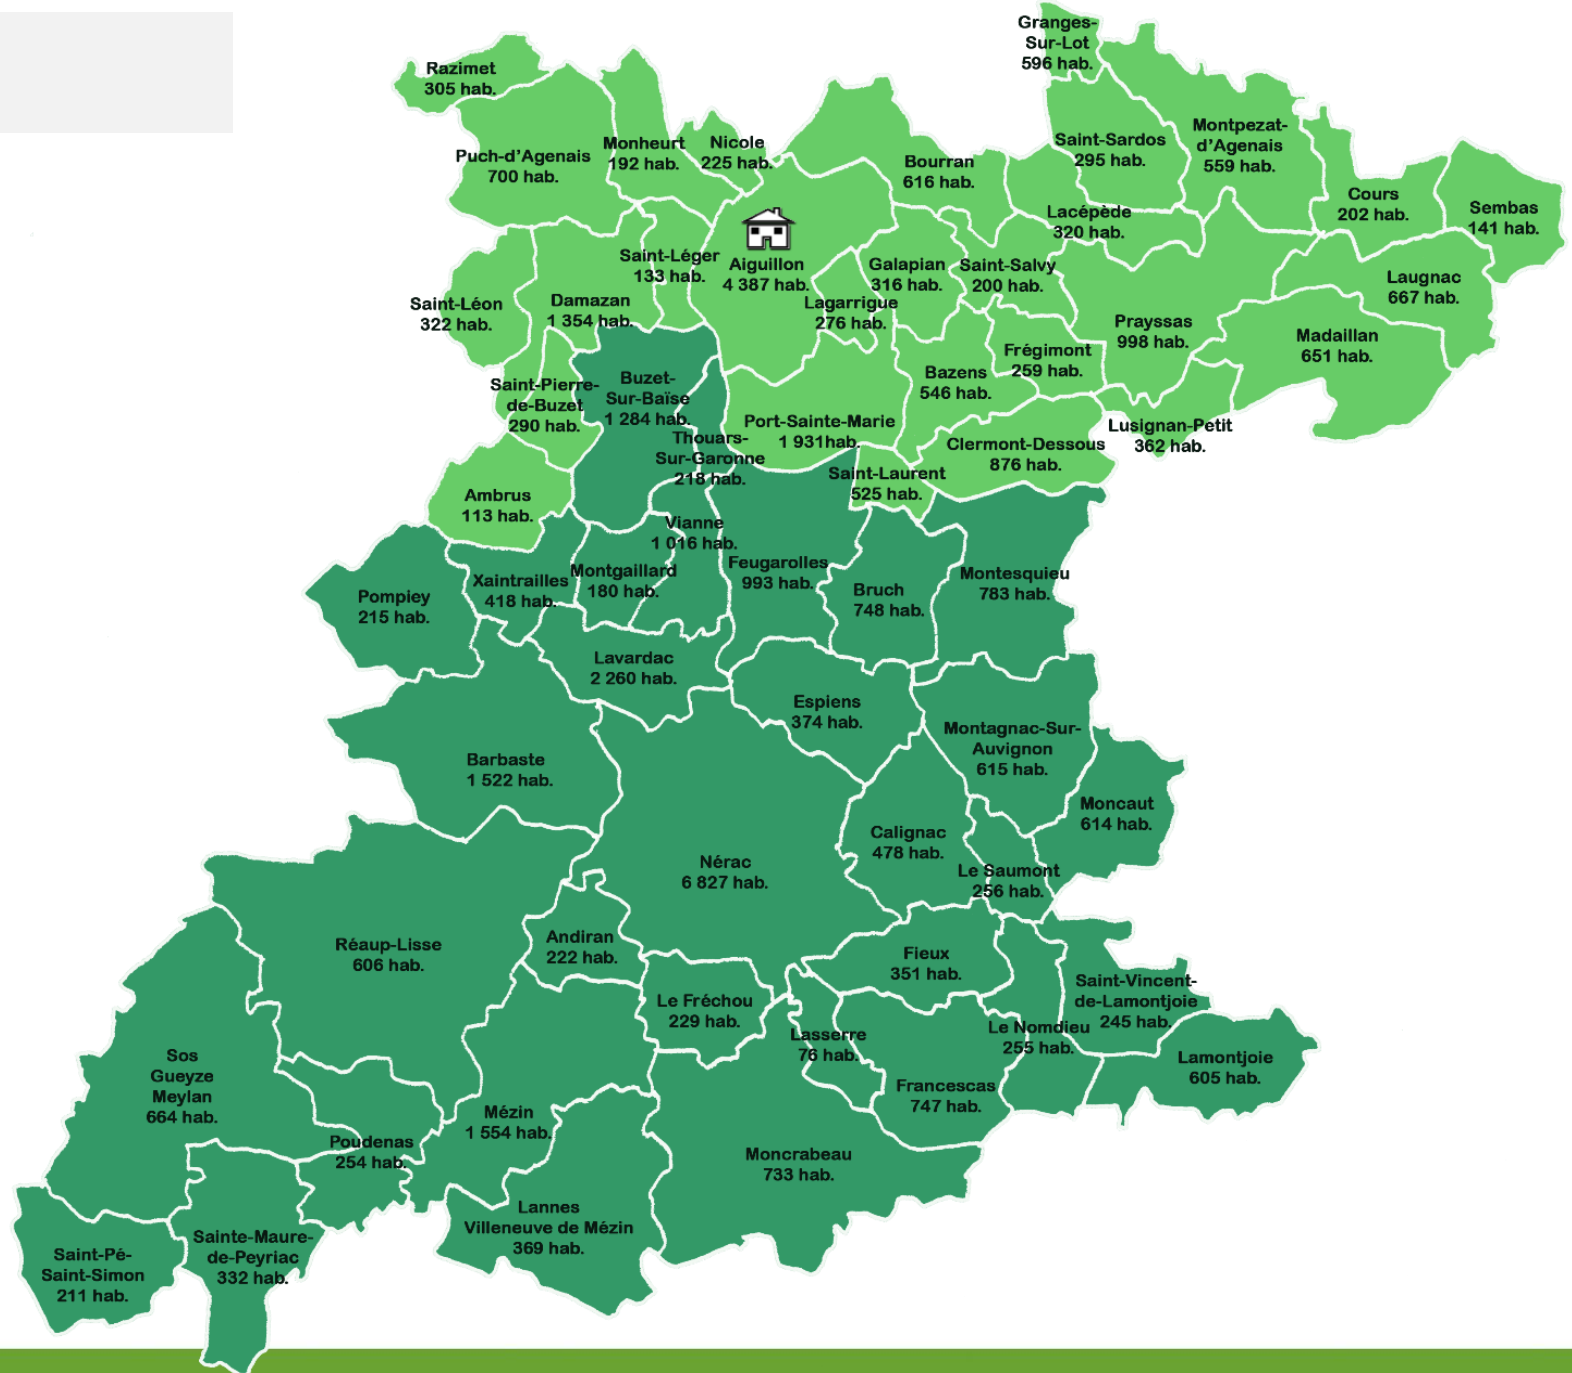 Granges-
Sur-Lot
596 hab.
Razimet
305 hab.
Puch-d'Agenais
700 hab.
Monheurt
192 hab.
Nicole
225 hab.
Bourran
616 hab.
Saint-Sardos
295 hab.
Montpezat-
d'Agenais
559 hab.
Cours
202 hab.
Sembas
141 hab.
Lacépède
320 hab.
Saint-Léger
133 hab.
Aiguillon
4 387 hab.
Galapian
316 hab.
Saint-Salvy
200 hab.
Laugnac
667 hab.
Saint-Léon
322 hab.
Damazan
1 354 hab.
Lagarrigue
276 hab.
Prayssas
998 hab.
Madaillan
651 hab.
Frégimont
259 hab.
Bazens
546 hab.
Buzet-
Sur-Baïse
1 284 hab.
Saint-Pierre-
de-Buzet
290 hab.
Port-Sainte-Marie
1 931hab.
Lusignan-Petit
362 hab.
Thouars-
Sur-Garonne
218 hab.
Clermont-Dessous
876 hab.
Saint-Laurent
525 hab.
Ambrus
113 hab.
Vianne
1 016 hab.
Feugarolles
993 hab.
Montgaillard
180 hab.
Xaintrailles
418 hab.
Pompiey
215 hab.
Bruch
748 hab.
Montesquieu
783 hab.
Lavardac
2 260 hab.
Espiens
374 hab.
Montagnac-Sur-
Auvignon
615 hab.
Barbaste
1 522 hab.
Moncaut
614 hab.
Calignac
478 hab.
Nérac
6 827 hab.
Le Saumont
256 hab.
Réaup-Lisse
606 hab.
Andiran
222 hab.
Fieux
351 hab.
Saint-Vincent-
de-Lamontjoie
245 hab.
Le Fréchou
229 hab.
Lasserre
76 hab.
Le Nomdieu
255 hab.
Lamontjoie
605 hab.
Sos
Gueyze
Meylan
664 hab.
Francescas
747 hab.
Mézin
1 554 hab.
Poudenas
254 hab.
Moncrabeau
733 hab.
Lannes
Villeneuve de Mézin
369 hab.
Sainte-Maure-
de-Peyriac
332 hab.
Saint-Pé-
Saint-Simon
211 hab.